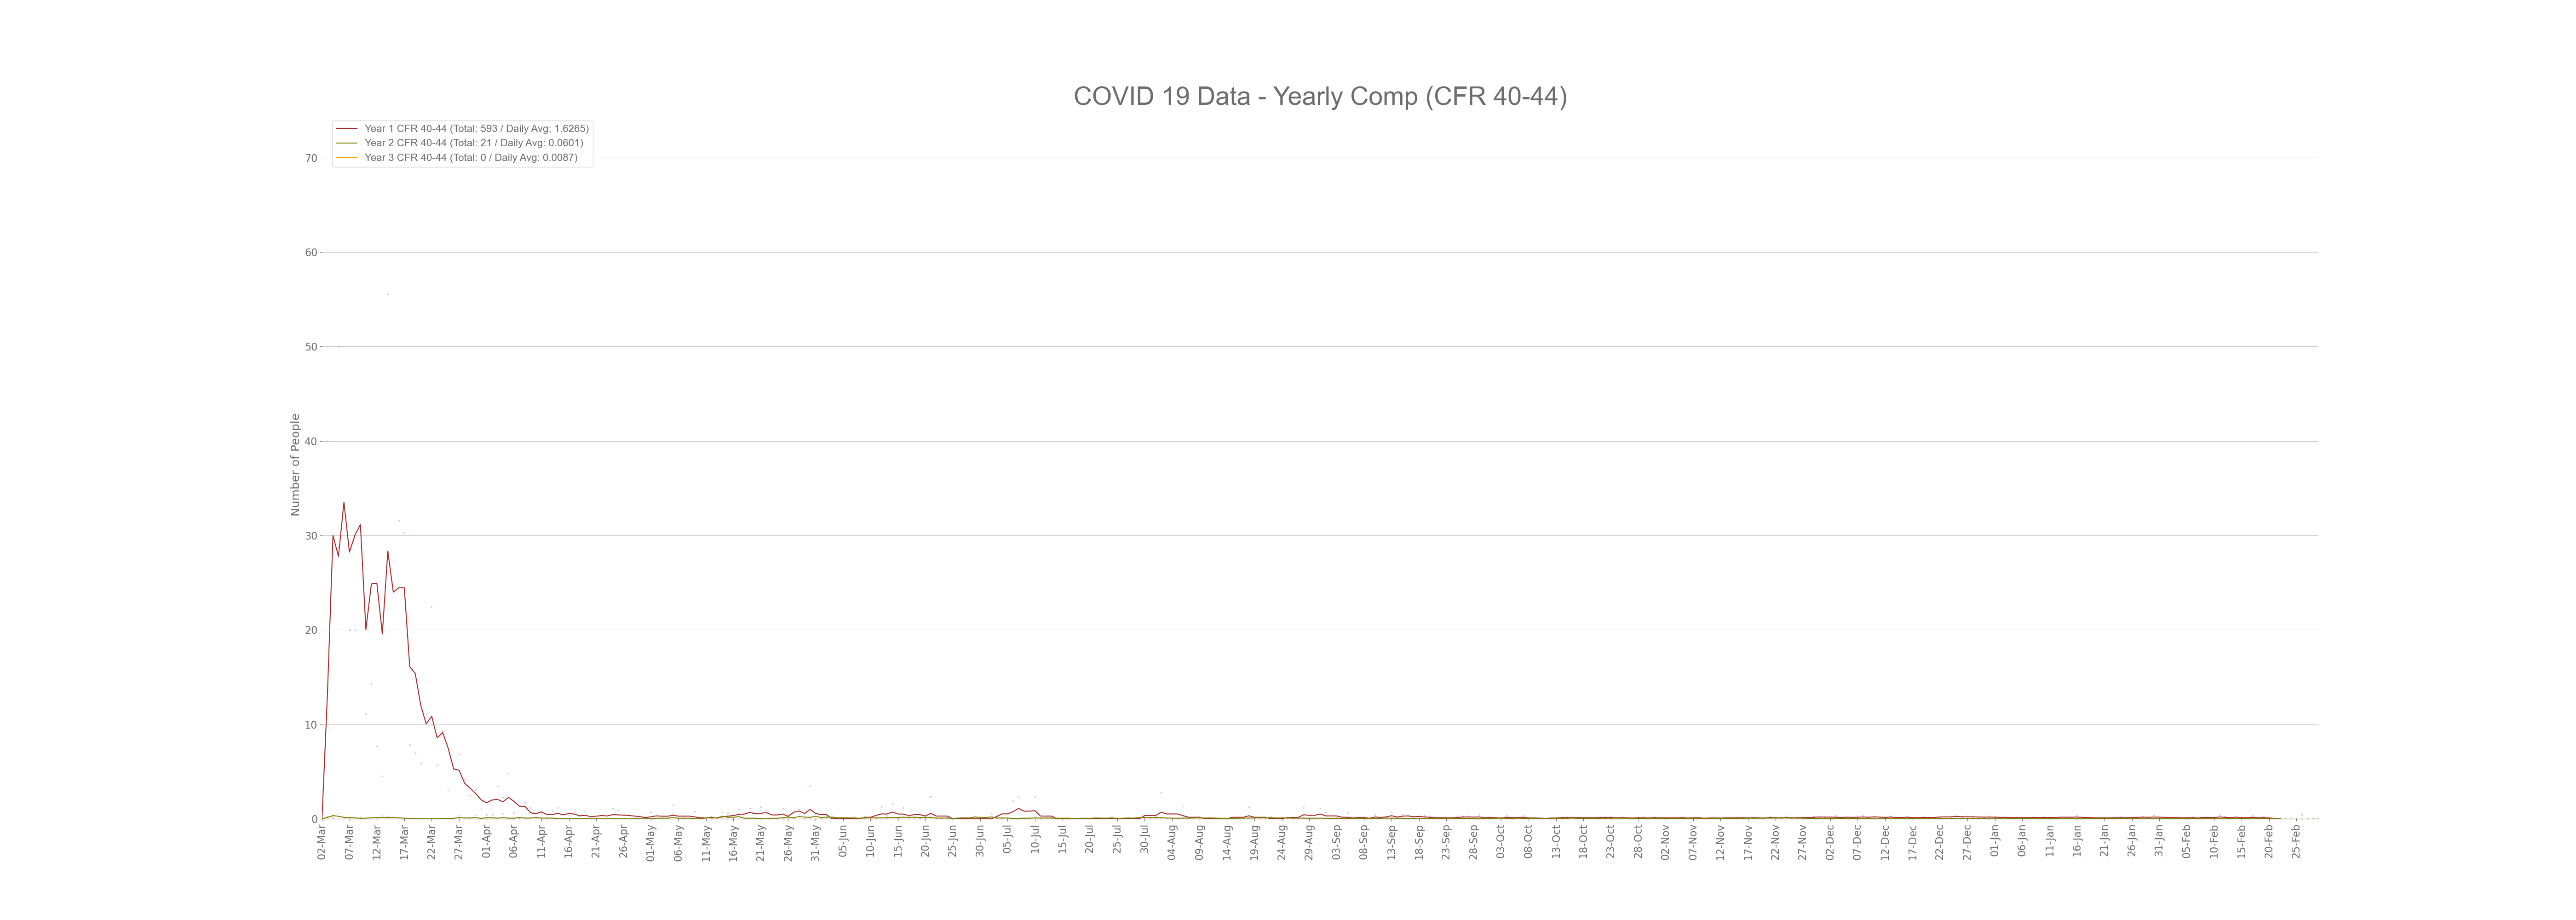 COVID 19 Data - Yearly Comp (CFR 40-44)
Year 1 CFR 40-44 (Total: 593 / Daily Avg: 1.6265)
Year 2 CFR 40-44 (Total: 21 / Daily Avg: 0.0601)
Year 3 CFR 40-44 (Total: 0 / Daily Avg: 0.0087)
70
60
50
40
30
20
10
0
Number of People
02-Mar
07-Mar
12-Mar
17-Mar
22-Mar
27-Mar
01-Apr
06-Apr
11-Apr
16-Apr
21-Apr
26-Apr
01-May
06-May
11-May
16-May
21-May
26-May
31-May
05-Jun
10-Jun
15-Jun
20-Jun
25-Jun
30-Jun
05-Jul
10-Jul
15-Jul
20-Jul
25-Jul
30-Jul
04-Aug
09-Aug
14-Aug
19-Aug
24-Aug
29-Aug
03-Sep
08-Sep
13-Sep
18-Sep
23-Sep
28-Sep
03-Oct
08-Oct
13-Oct
18-Oct
23-Oct
28-Oct
02-Nov
07-Nov
12-Nov
17-Nov
22-Nov
27-Nov
02-Dec
07-Dec
12-Dec
17-Dec
22-Dec
27-Dec
01-Jan
06-Jan
11-Jan
16-Jan
21-Jan
26-Jan
31-Jan
05-Feb
10-Feb
15-Feb
20-Feb
25-Feb